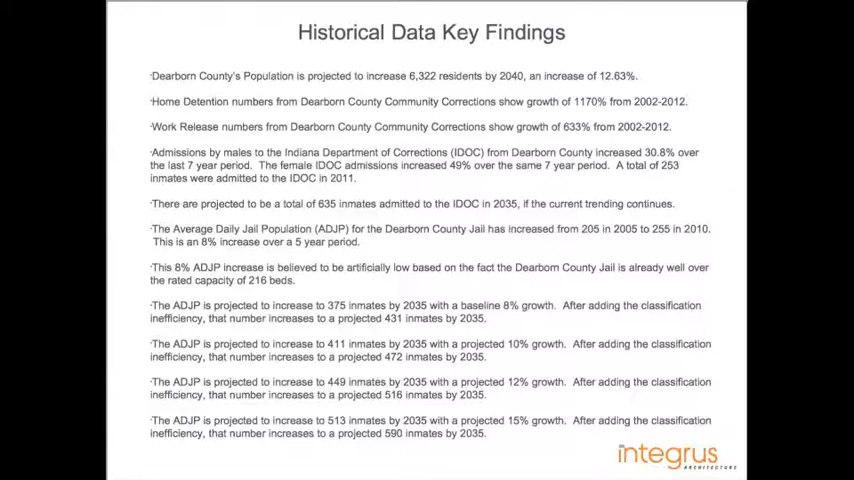 Historical Data Key Findings
·Dearborn County's Population is projected to increase 6,322 residents by 2040, an increase of 12.63%.
·Home Detention numbers from Dearborn County Community Corrections show growth of 1170% from 2002-2012.
·Work Release numbers from Dearborn County Community Corrections show growth of 633% from 2002-2012.
·Admissions by males to the Indiana Department of Corrections (IDOC) from Dearborn County increased 30.8% over
the last 7 year period. The female IDOC admissions increased 49% over the same 7 year period. A total of 253
inmates were admitted to the IDOC in 2011.
·There are projected to be a total of 635 inmates admitted to the IDOC in 2035, if the current trending continues.
·The Average Daily Jail Population (ADJP) for the Dearborn County Jail has increased from 205 in 2005 to 255 in 2010.
This is an 8% increase over a 5 year period.
·This 8% ADJP increase is believed to be artificially low based on the fact the Dearborn County Jail is already well over
the rated capacity of 216 beds.
·The ADJP is projected to increase to 375 inmates by 2035 with a baseline 8% growth. After adding the classification
inefficiency, that number increases to a projected 431 inmates by 2035.
·The ADJP is projected to increase to 411 inmates by 2035 with a projected 10% growth. After adding the classification
inefficiency, that number increases to a projected 472 inmates by 2035.
·The ADJP is projected to increase to 449 inmates by 2035 with a projected 12% growth. After adding the classification
inefficiency, that number increases to a projected 516 inmates by 2035.
·The ADJP is projected to increase to 513 inmates by 2035 with a projected 15% growth. After adding the classification
inefficiency, that number increases to a projected 590 inmates by 2035.
integrus
ARCHITECTURE